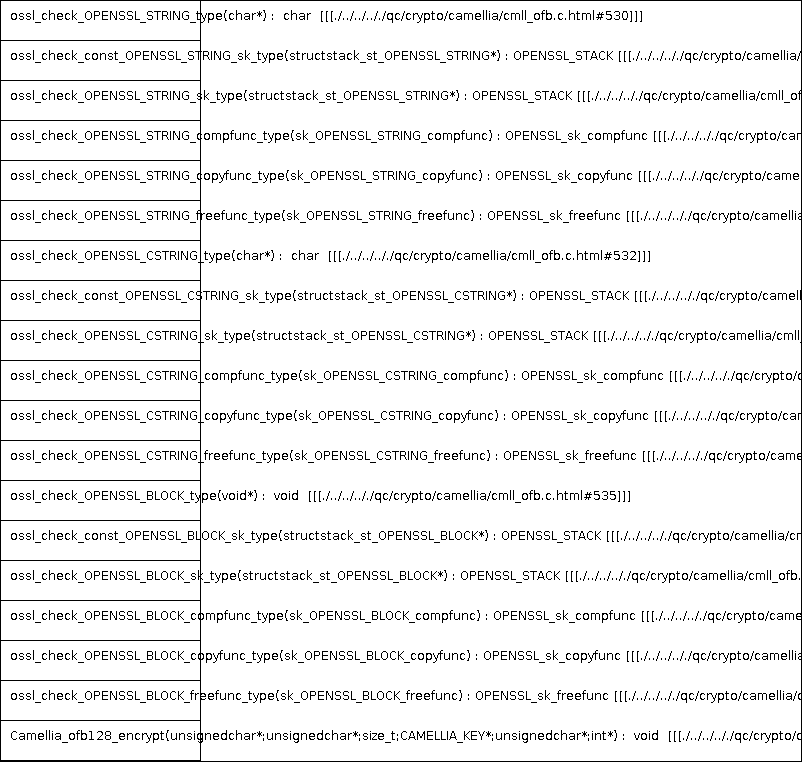 ossl_check_OPENSSL_STRING_type(char*) :  char  [[[./../../../qc/crypto/camellia/cmll_ofb.c.html#530]]]
ossl_check_const_OPENSSL_STRING_sk_type(structstack_st_OPENSSL_STRING*) : OPENSSL_STACK [[[./../../../qc/crypto/camellia/
ossl_check_OPENSSL_STRING_sk_type(structstack_st_OPENSSL_STRING*) : OPENSSL_STACK [[[./../../../qc/crypto/camellia/cmll_of
ossl_check_OPENSSL_STRING_compfunc_type(sk_OPENSSL_STRING_compfunc) : OPENSSL_sk_compfunc [[[./../../../qc/crypto/can
ossl_check_OPENSSL_STRING_copyfunc_type(sk_OPENSSL_STRING_copyfunc) : OPENSSL_sk_copyfunc [[[./../../../qc/crypto/came
ossl_check_OPENSSL_STRING_freefunc_type(sk_OPENSSL_STRING_freefunc) : OPENSSL_sk_freefunc [[[./../../../qc/crypto/camellia
ossl_check_OPENSSL_CSTRING_type(char*) :  char  [[[./../../../qc/crypto/camellia/cmll_ofb.c.html#532]]]
ossl_check_const_OPENSSL_CSTRING_sk_type(structstack_st_OPENSSL_CSTRING*) : OPENSSL_STACK [[[./../../../qc/crypto/camell
ossl_check_OPENSSL_CSTRING_sk_type(structstack_st_OPENSSL_CSTRING*) : OPENSSL_STACK [[[./../../../qc/crypto/camellia/cmll
ossl_check_OPENSSL_CSTRING_compfunc_type(sk_OPENSSL_CSTRING_compfunc) : OPENSSL_sk_compfunc [[[./../../../qc/crypto/c
ossl_check_OPENSSL_CSTRING_copyfunc_type(sk_OPENSSL_CSTRING_copyfunc) : OPENSSL_sk_copyfunc [[[./../../../qc/crypto/ca
ossl_check_OPENSSL_CSTRING_freefunc_type(sk_OPENSSL_CSTRING_freefunc) : OPENSSL_sk_freefunc [[[./../../../qc/crypto/came
ossl_check_OPENSSL_BLOCK_type(void*) :  void  [[[./../../../qc/crypto/camellia/cmll_ofb.c.html#535]]]
ossl_check_const_OPENSSL_BLOCK_sk_type(structstack_st_OPENSSL_BLOCK*) : OPENSSL_STACK [[[./../../../qc/crypto/camellia/cn
ossl_check_OPENSSL_BLOCK_sk_type(structstack_st_OPENSSL_BLOCK*) : OPENSSL_STACK [[[./../../../qc/crypto/camellia/cmll_ofb.
ossl_check_OPENSSL_BLOCK_compfunc_type(sk_OPENSSL_BLOCK_compfunc) : OPENSSL_sk_compfunc [[[./../../../qc/crypto/came
ossl_check_OPENSSL_BLOCK_copyfunc_type(sk_OPENSSL_BLOCK_copyfunc) : OPENSSL_sk_copyfunc [[[./../../../qc/crypto/camellia
ossl_check_OPENSSL_BLOCK_freefunc_type(sk_OPENSSL_BLOCK_freefunc) : OPENSSL_sk_freefunc [[[./../../../qc/crypto/camellia/c
Camellia_ofb128_encrypt(unsignedchar*;unsignedchar*;size_t;CAMELLIA_KEY*;unsignedchar*;int*) :  void  [[[./../../../qc/crypto/c